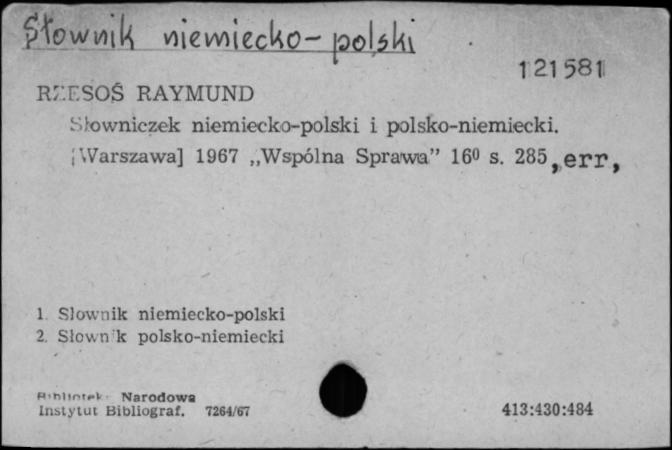 Słownik niemiecko-polski
121581
RZESOŚ RAYMUND
Słowniczek niemiecko-polski i polsko-niemiecki.
[Warszawa] 1967 „Wspólna Sprawa” 16⁰ s. 285, err,
1. Słownik niemiecko-polski
2. Słownik polsko-niemiecki
Biblioteka Narodowa
Instytut Bibliograf. 7264/67
413:430:484